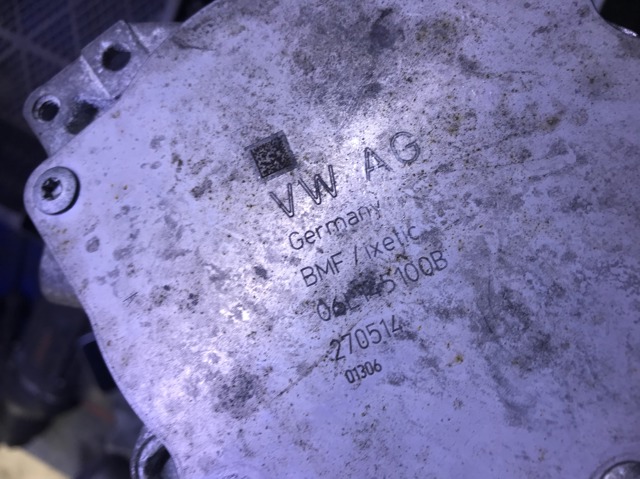 VW AG
Germany
BMF / ixetic
270514
01306